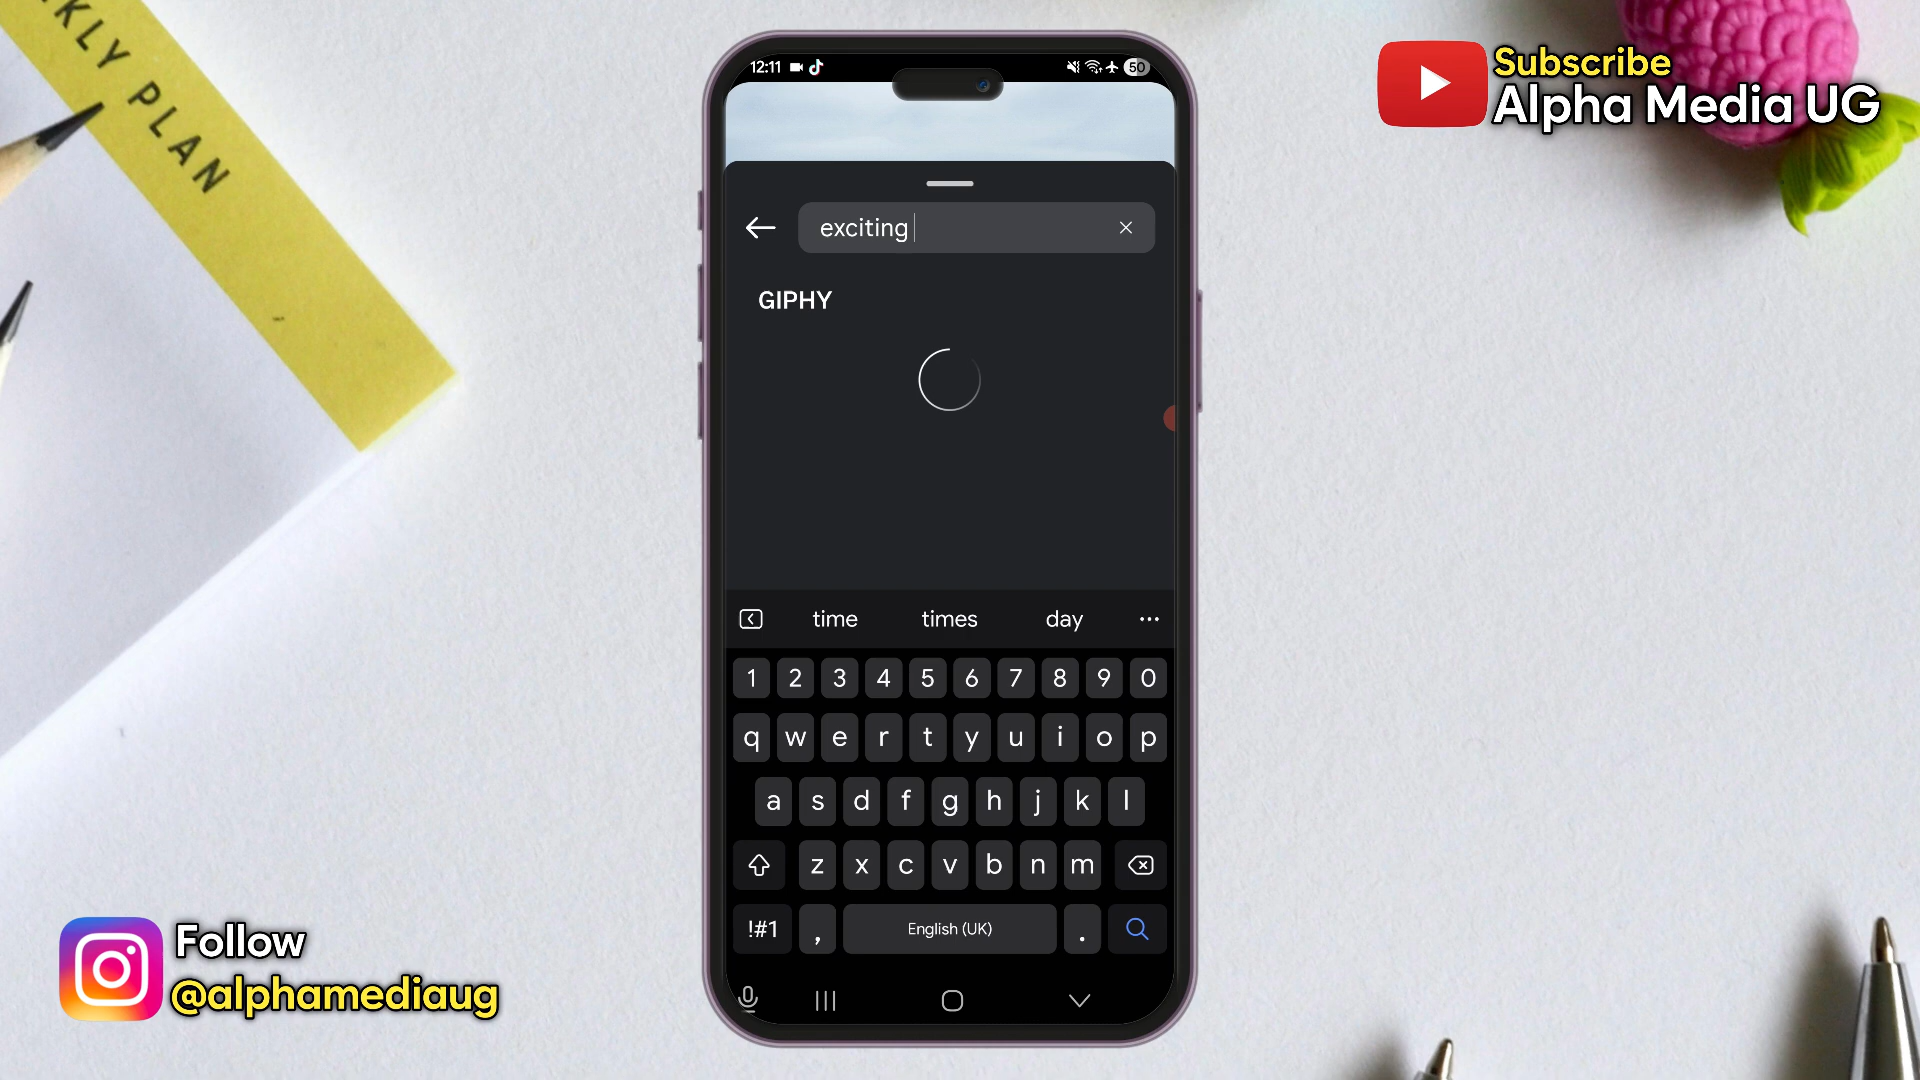 KLY PLAN
12:11
50
Subscribe
Alpha Media UG
exciting
GIPHY
time times day
1 2 3 4 5 6 7 8 9 0
q w e r t y u i o p
a s d f g h j k l
z x c v b n m
!#1 , English (UK) .
Follow
@alphamediaug